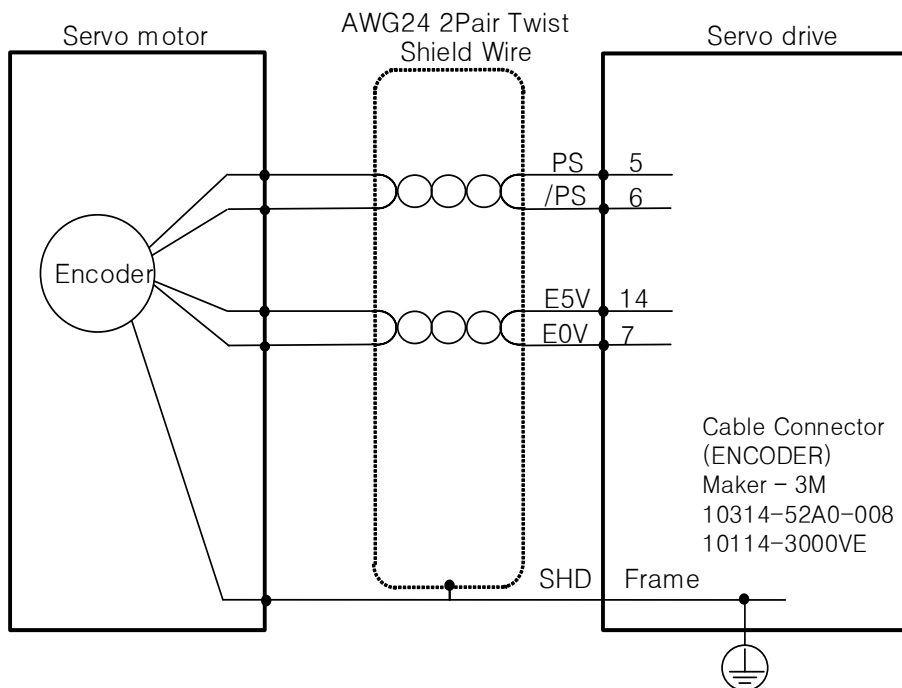 Servo motor
AWG24 2Pair Twist
Shield Wire
Servo drive
PS 5
/PS 6
Encoder
E5V 14
E0V 7
Cable Connector
(ENCODER)
Maker - 3M
10314-52A0-008
10114-3000VE
SHD Frame